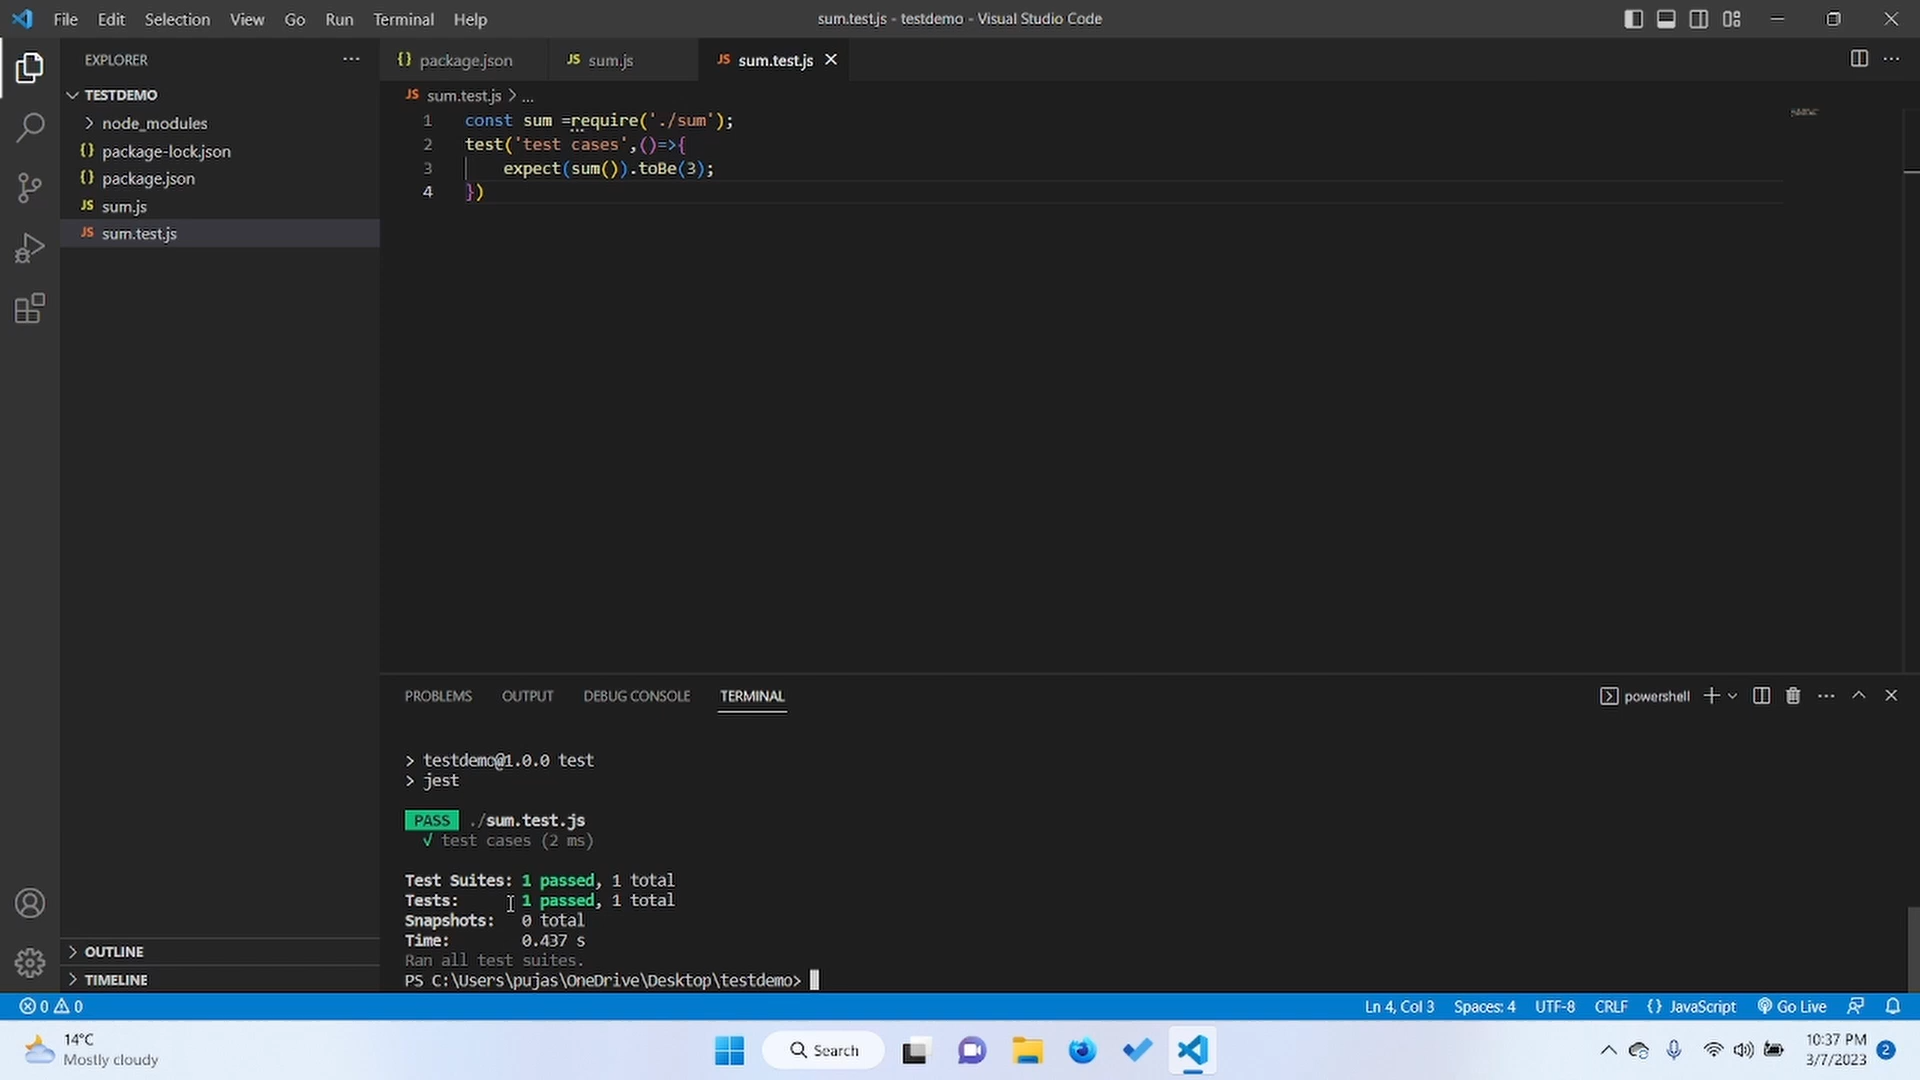 File Edit Selection View Go Run Terminal Help
sum.test.js - testdemo - Visual Studio Code
EXPLORER
TESTDEMO
node_modules
{} package-lock.json
{} package.json
JS sum.js
JS sum.test.js
OUTLINE
TIMELINE
{} package.json
JS sum.js
JS sum.test.js
JS sum.test.js > ...
1 const sum =require('./sum');
2 test('test cases',()=>{
3 expect(sum()).toBe(3);
4 })
PROBLEMS OUTPUT DEBUG CONSOLE TERMINAL
powershell
> testdemo@1.0.0 test
> jest
PASS ./sum.test.js
√ test cases (2 ms)
Test Suites: 1 passed, 1 total
Tests: 1 passed, 1 total
Snapshots: 0 total
Time: 0.437 s
Ran all test suites.
PS C:\Users\pujas\OneDrive\Desktop\testdemo>
0 0
Ln 4, Col 3 Spaces: 4 UTF-8 CRLF {} JavaScript Go Live
14°C
Mostly cloudy
Search
10:37 PM
3/7/2023
2